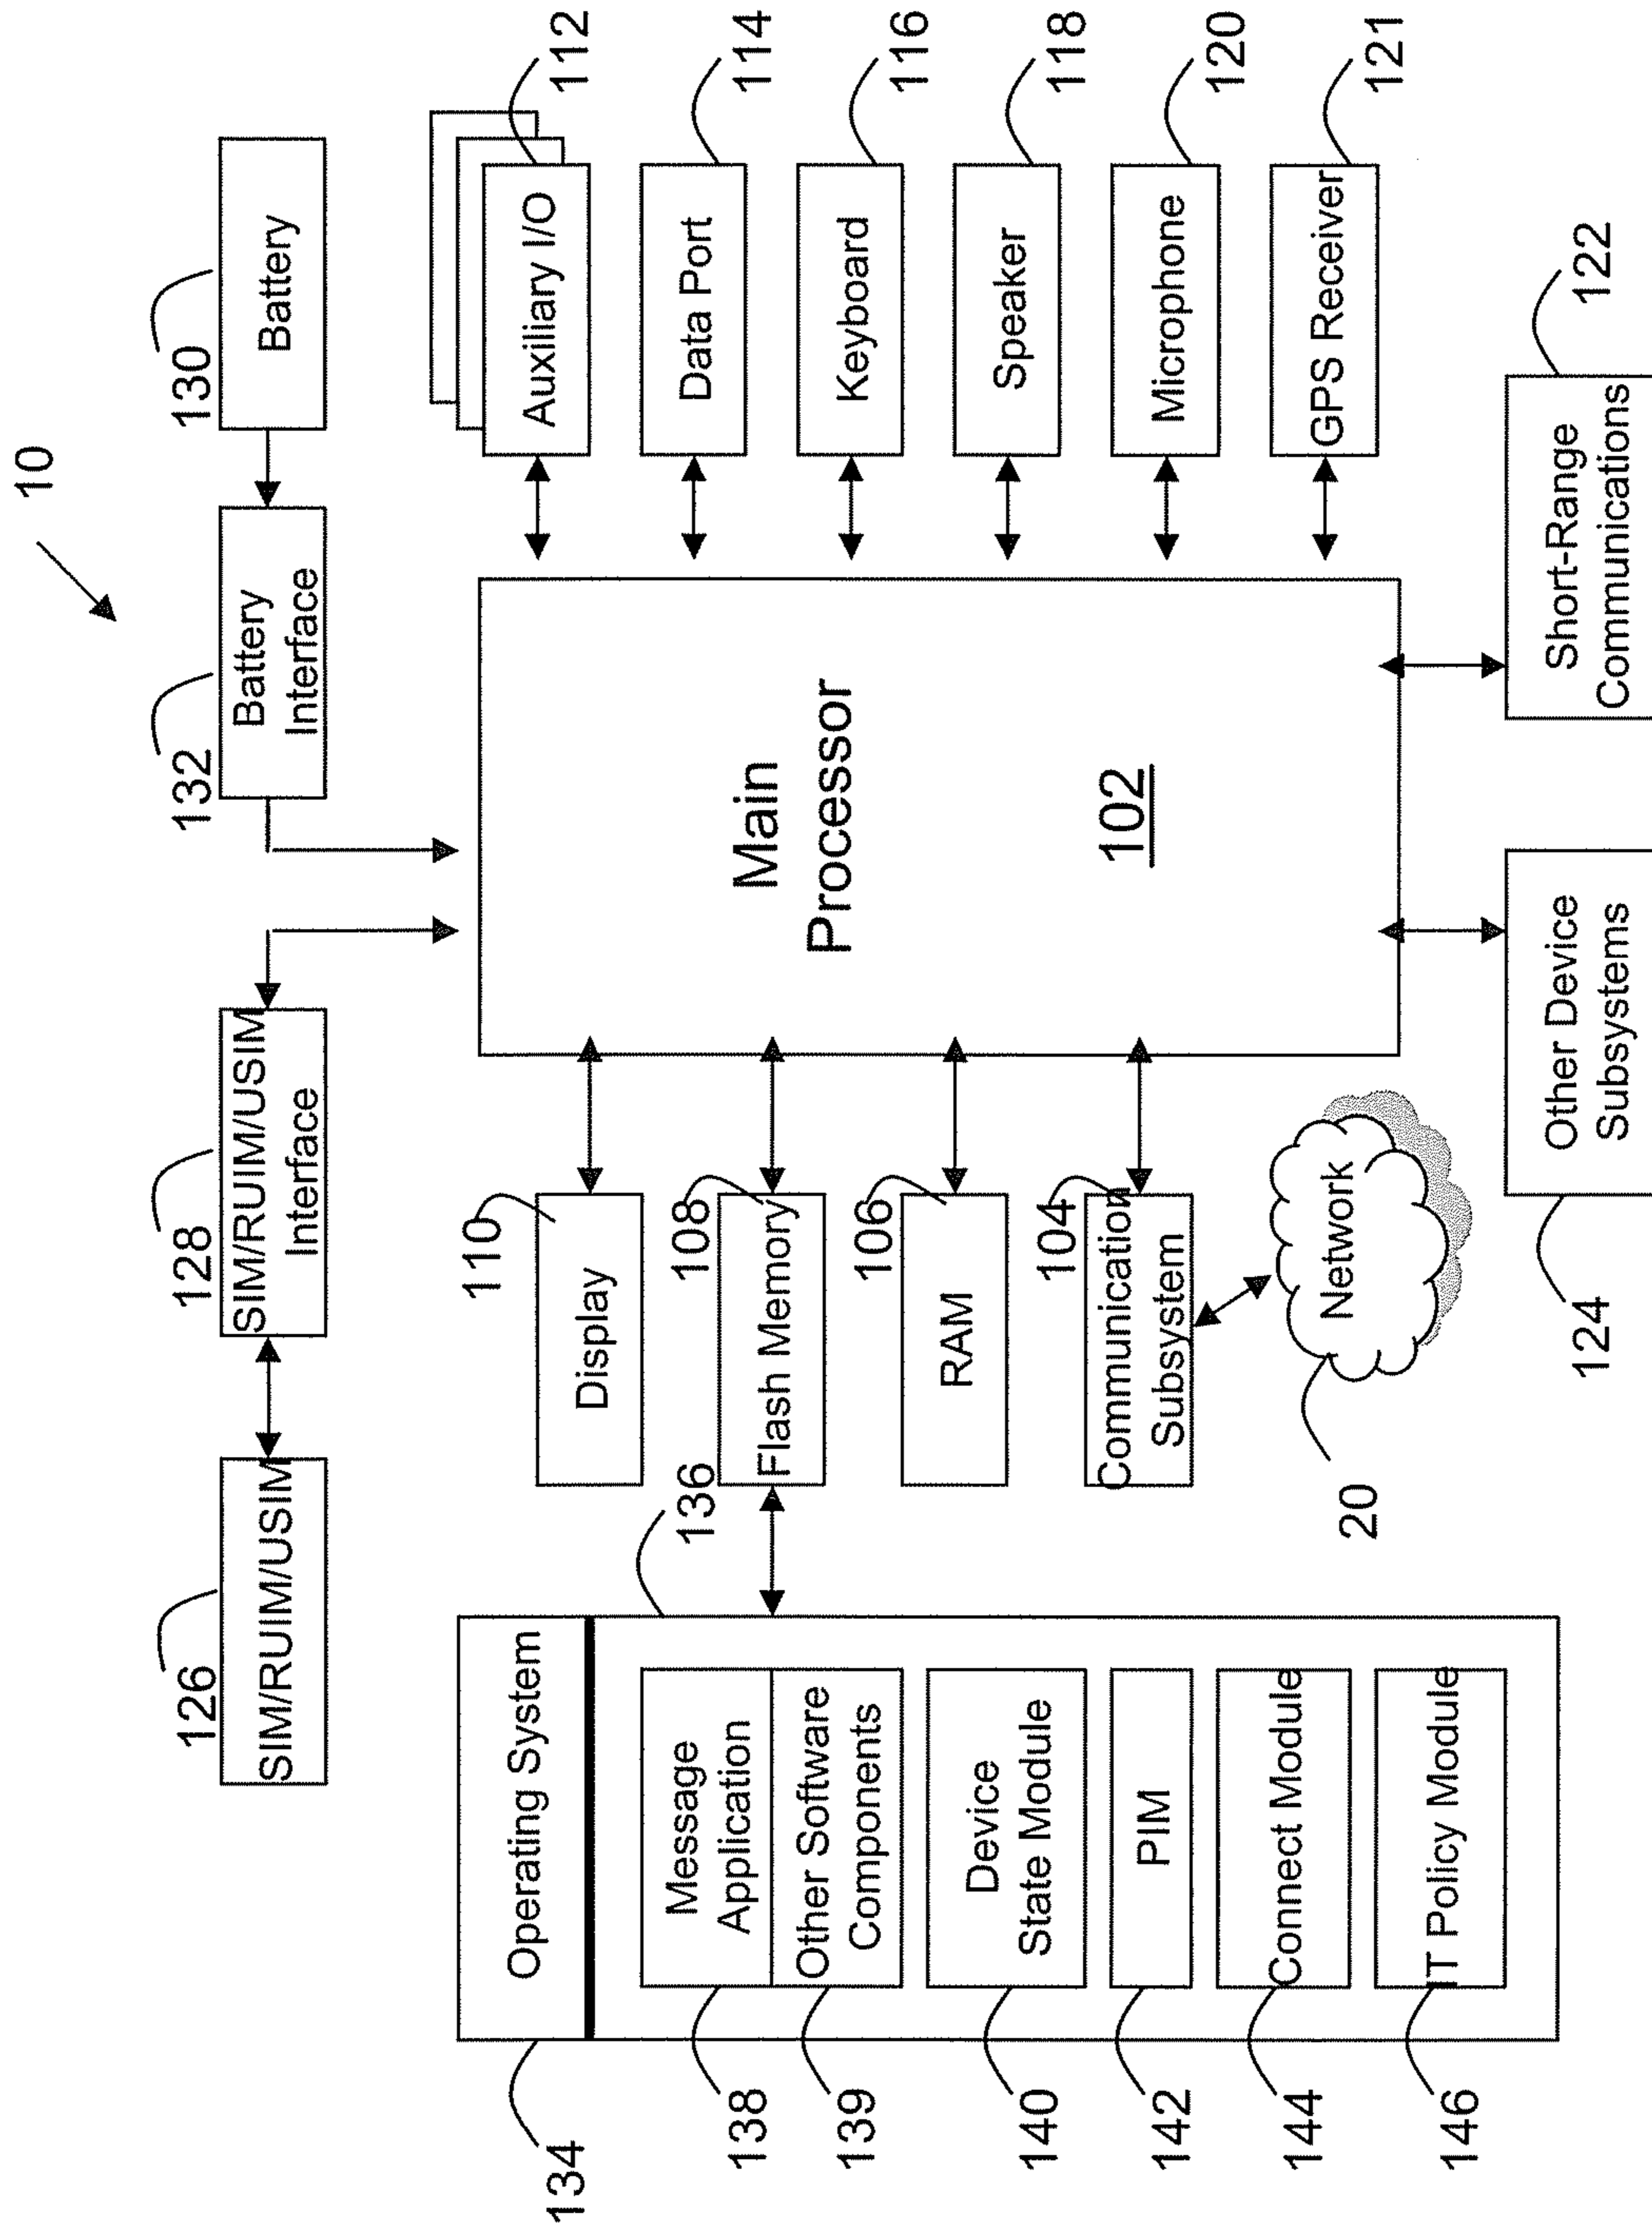 10
126
128
132
130
SIM/RUIM/USIM
SIM/RUIM/USIM
Interface
Battery
Interface
Battery
134
Operating System
136
138
Message
Application
139
Other Software
Components
140
Device
State Module
142
PIM
144
Connect Module
146
IT Policy Module
110
Display
108
Flash Memory
106
RAM
104
Communication
Subsystem
20
Network
Main
Processor
102
112
Auxiliary I/O
114
Data Port
116
Keyboard
118
Speaker
120
Microphone
121
GPS Receiver
124
Other Device
Subsystems
122
Short-Range
Communications